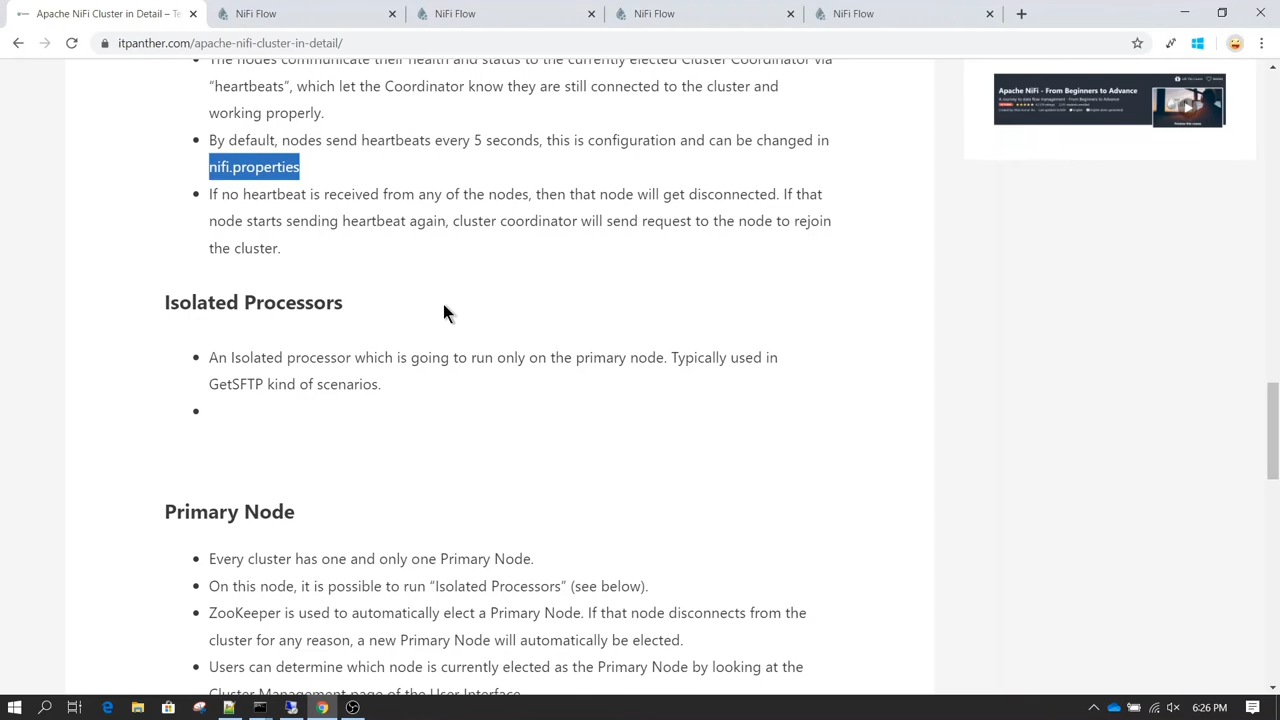 Apache NiFi Cluster in Detail – Te
NiFi Flow
NiFi Flow
NiFi Flow
NiFi Flow
itpanther.com/apache-nifi-cluster-in-detail/
The nodes communicate their health and status to the currently elected Cluster Coordinator via
“heartbeats“, which let the Coordinator know they are still connected to the cluster and
working properly.
By default, nodes send heartbeats every 5 seconds, this is configuration and can be changed in
nifi.properties
If no heartbeat is received from any of the nodes, then that node will get disconnected. If that
node starts sending heartbeat again, cluster coordinator will send request to the node to rejoin
the cluster.
Isolated Processors
An Isolated processor which is going to run only on the primary node. Typically used in
GetSFTP kind of scenarios.
Primary Node
Every cluster has one and only one Primary Node.
On this node, it is possible to run “Isolated Processors” (see below).
ZooKeeper is used to automatically elect a Primary Node. If that node disconnects from the
cluster for any reason, a new Primary Node will automatically be elected.
Users can determine which node is currently elected as the Primary Node by looking at the
Cluster Management page of the User Interface.
Apache NiFi - From Beginners to Advance
6:26 PM